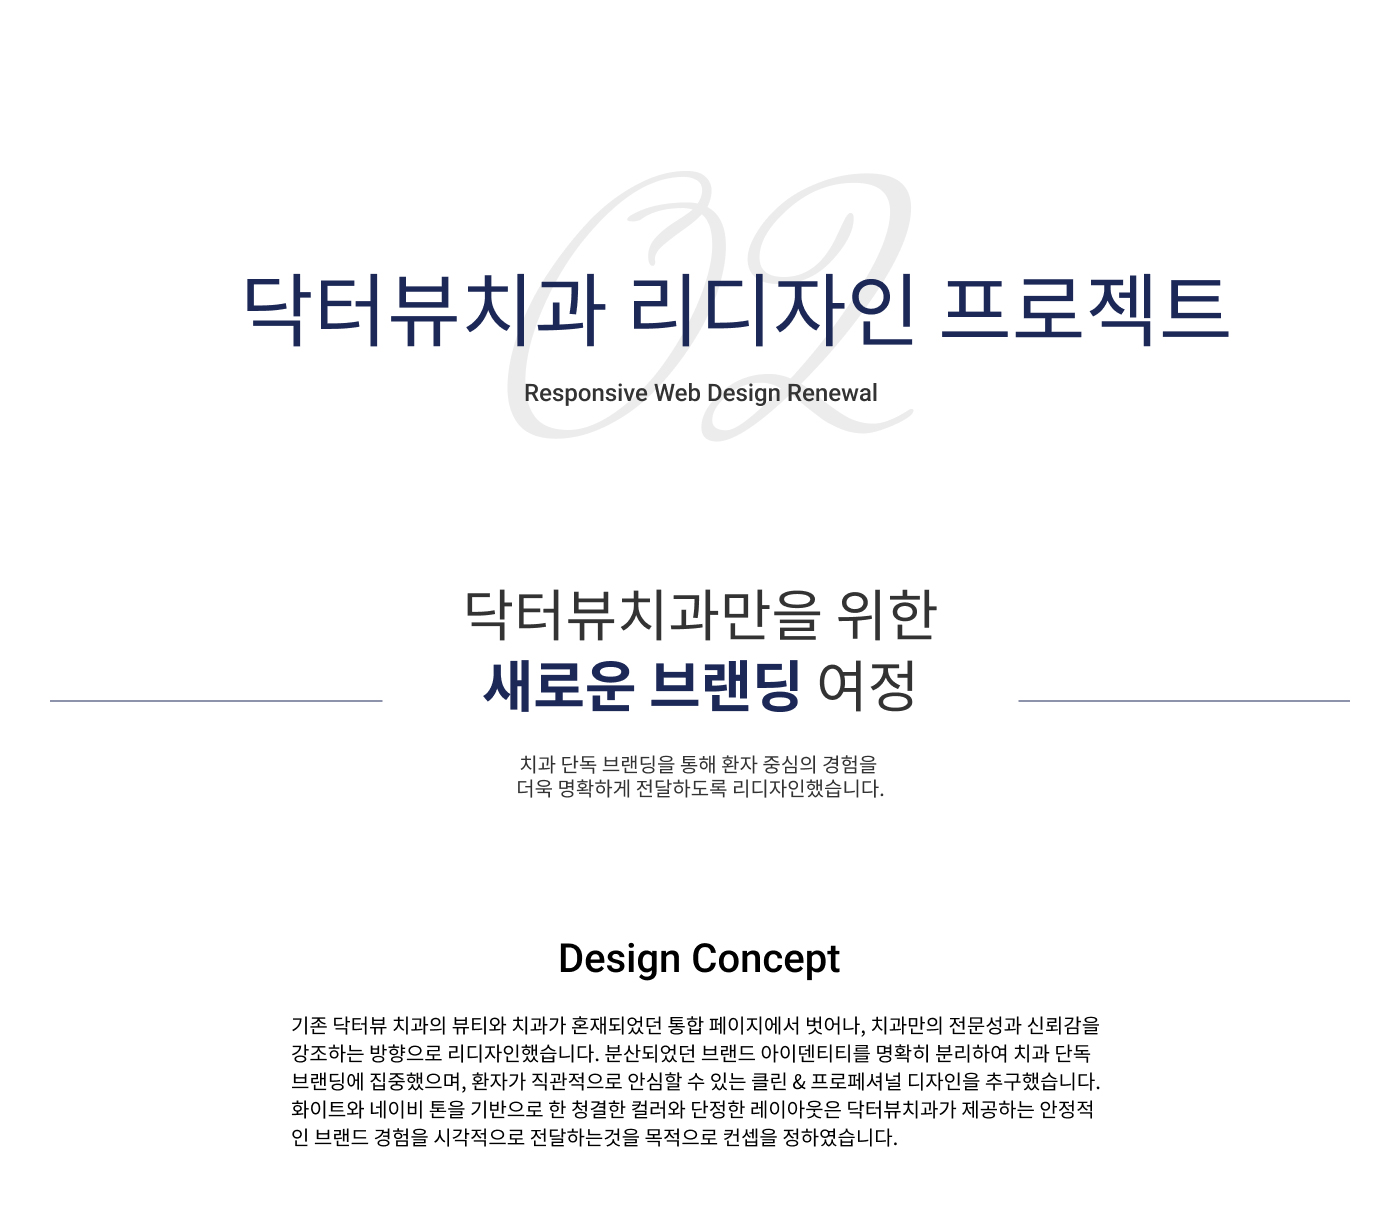 02
닥터뷰치과 리디자인 프로젝트
Responsive Web Design Renewal
닥터뷰치과만을 위한
새로운 브랜딩 여정
치과 단독 브랜딩을 통해 환자 중심의 경험을
더욱 명확하게 전달하도록 리디자인했습니다.
Design Concept
기존 닥터뷰 치과의 뷰티와 치과가 혼재되었던 통합 페이지에서 벗어나, 치과만의 전문성과 신뢰감을
강조하는 방향으로 리디자인했습니다. 분산되었던 브랜드 아이덴티티를 명확히 분리하여 치과 단독
브랜딩에 집중했으며, 환자가 직관적으로 안심할 수 있는 클린 & 프로페셔널 디자인을 추구했습니다.
화이트와 네이비 톤을 기반으로 한 청결한 컬러와 단정한 레이아웃은 닥터뷰치과가 제공하는 안정적
인 브랜드 경험을 시각적으로 전달하는것을 목적으로 컨셉을 정하였습니다.